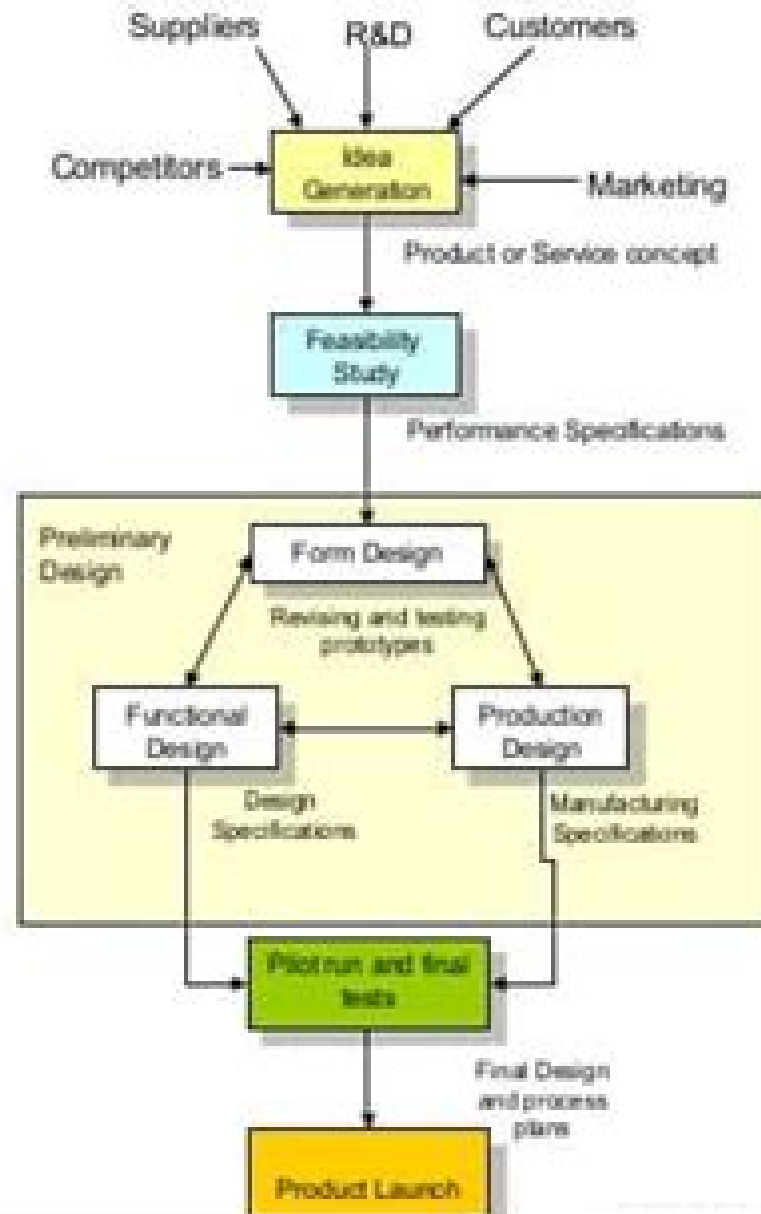 Suppliers
R&D
Customers
Competitors
Idea
Generation
Marketing
Product or Service concept
Feasibility
Study
Performance Specifications
Preliminary
Design
Form Design
Revising and testing
prototypes
Functional
Design
Production
Design
Design
Specifications
Manufacturing
Specifications
Pilot run and final
tests
Final Design
and process
plans
Product Launch